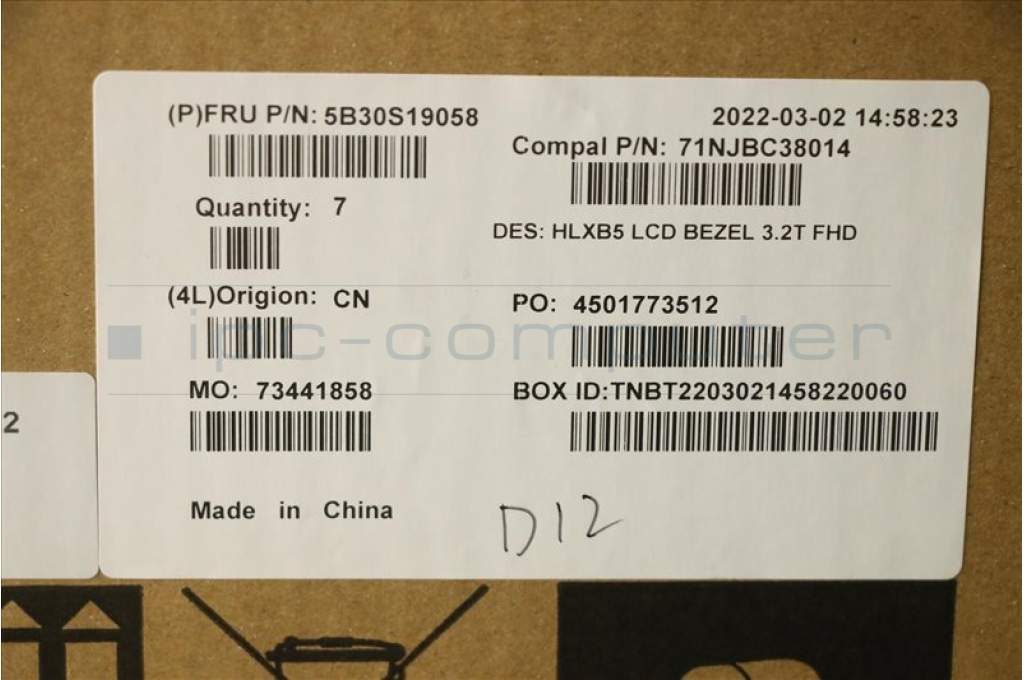 (P)FRU P/N: 5B30S19058
2022-03-02 14:58:23
Compal P/N: 71NJBC38014
Quantity: 7
DES: HLXB5 LCD BEZEL 3.2T FHD
(4L)Origion: CN
PO: 4501773512
ipc-computer
MO: 73441858
BOX ID:TNBT2203021458220060
2
Made in China
D12